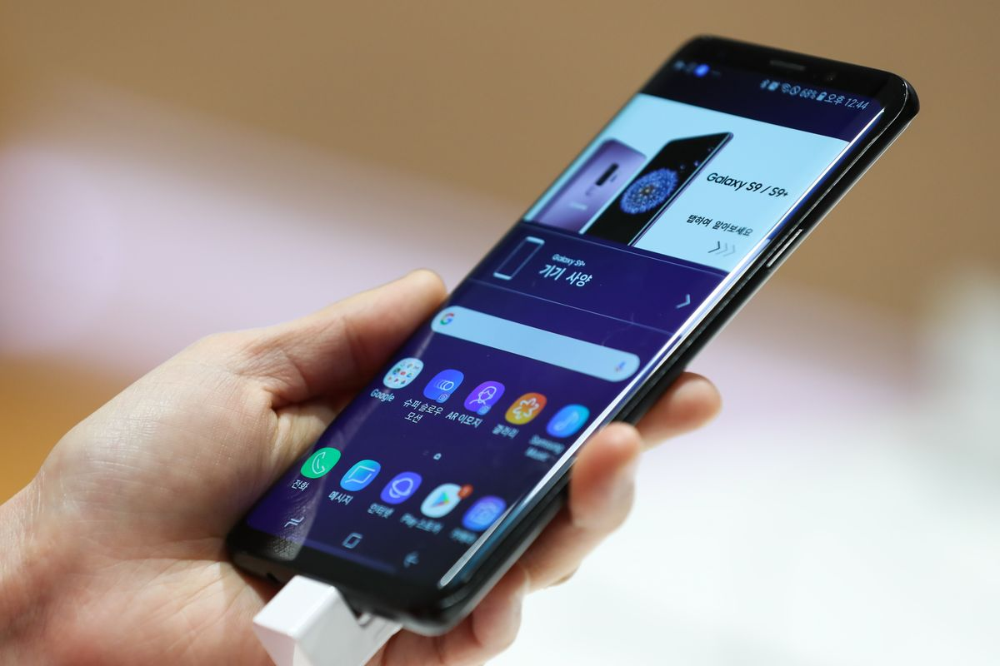 68% 오후 12:44
Galaxy S9 / S9+
탭하여 알아보세요
Galaxy S9+
기기 사양
Google
슈퍼 슬로우
모션
AR 이모지
갤러리
Samsung
Music
전화
메시지
인터넷
Play 스토어